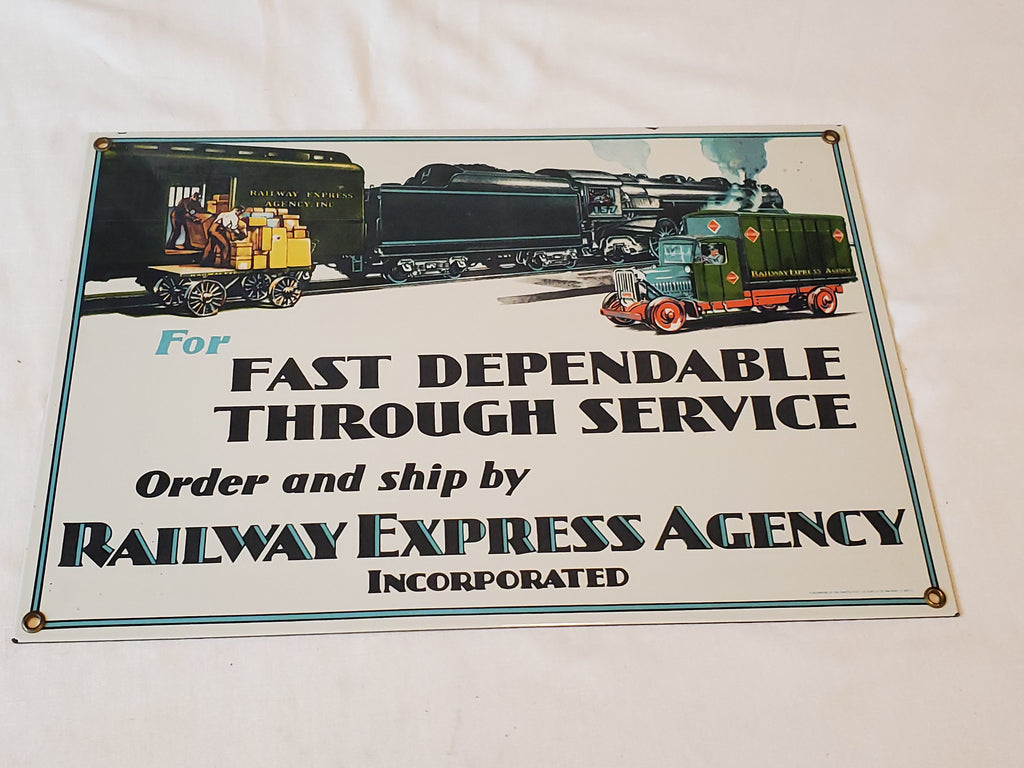 RAILWAY EXPRESS
AGENCY, INC
RAILWAY EXPRESS AGENCY
For
FAST DEPENDABLE
THROUGH SERVICE
Order and ship by
RAILWAY EXPRESS AGENCY
INCORPORATED